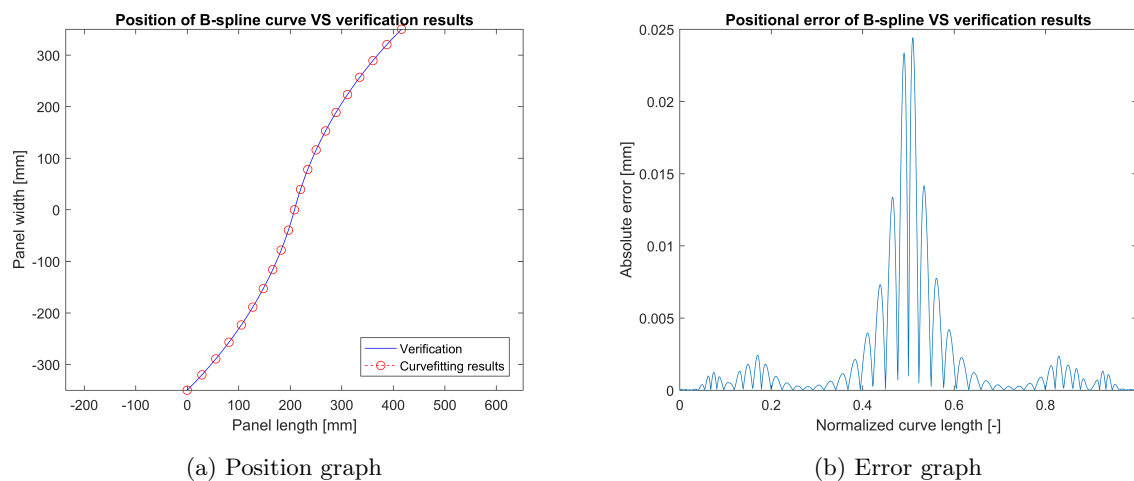 Position of B-spline curve VS verification results
300
200
100
0
-100
-200
-300
Panel width [mm]
-200 -100 0 100 200 300 400 500 600
Panel length [mm]
Verification
Curvefitting results
(a) Position graph
Positional error of B-spline VS verification results
0.025
0.02
0.015
0.01
0.005
0
Absolute error [mm]
0 0.2 0.4 0.6 0.8
Normalized curve length [-]
(b) Error graph